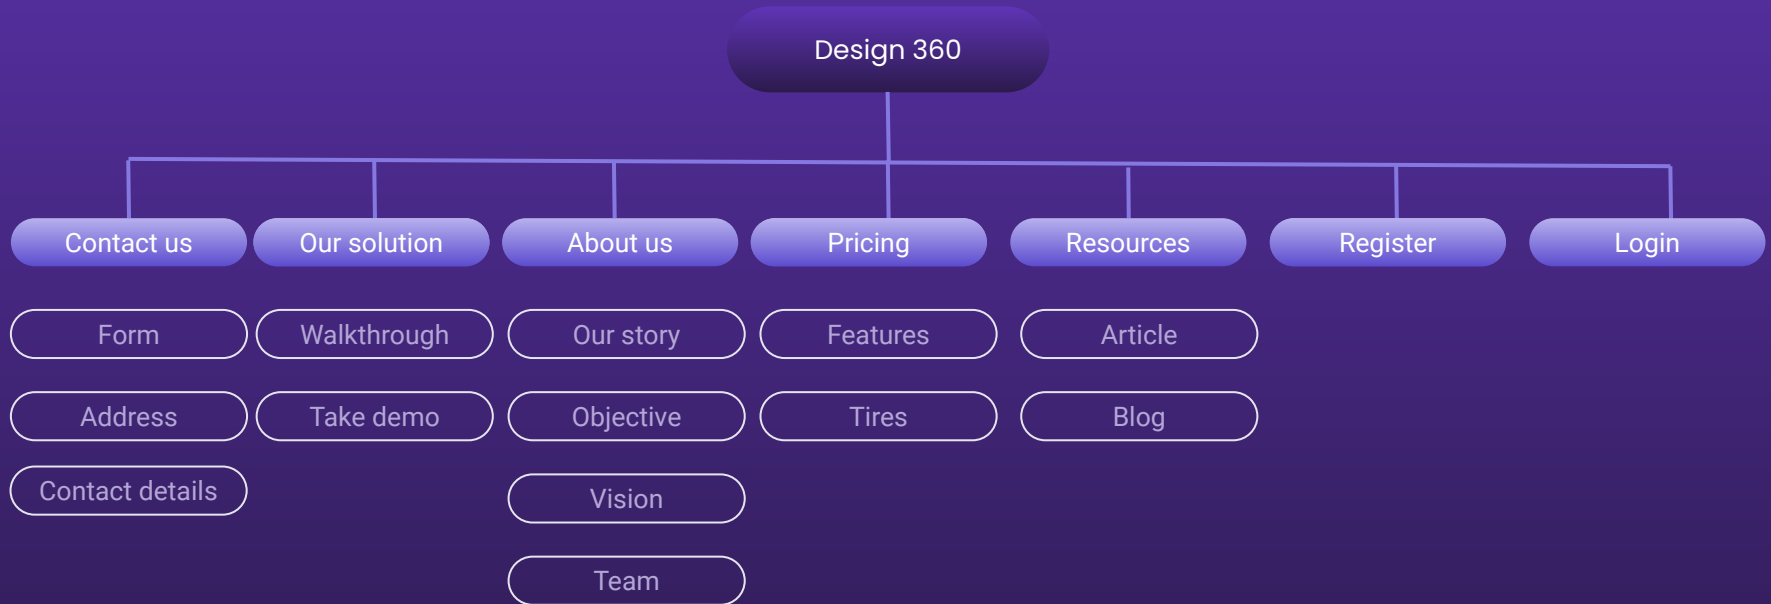 Design 360
Contact us
Our solution
About us
Pricing
Resources
Register
Login
Form
Walkthrough
Our story
Features
Article
Address
Take demo
Objective
Tires
Blog
Contact details
Vision
Team